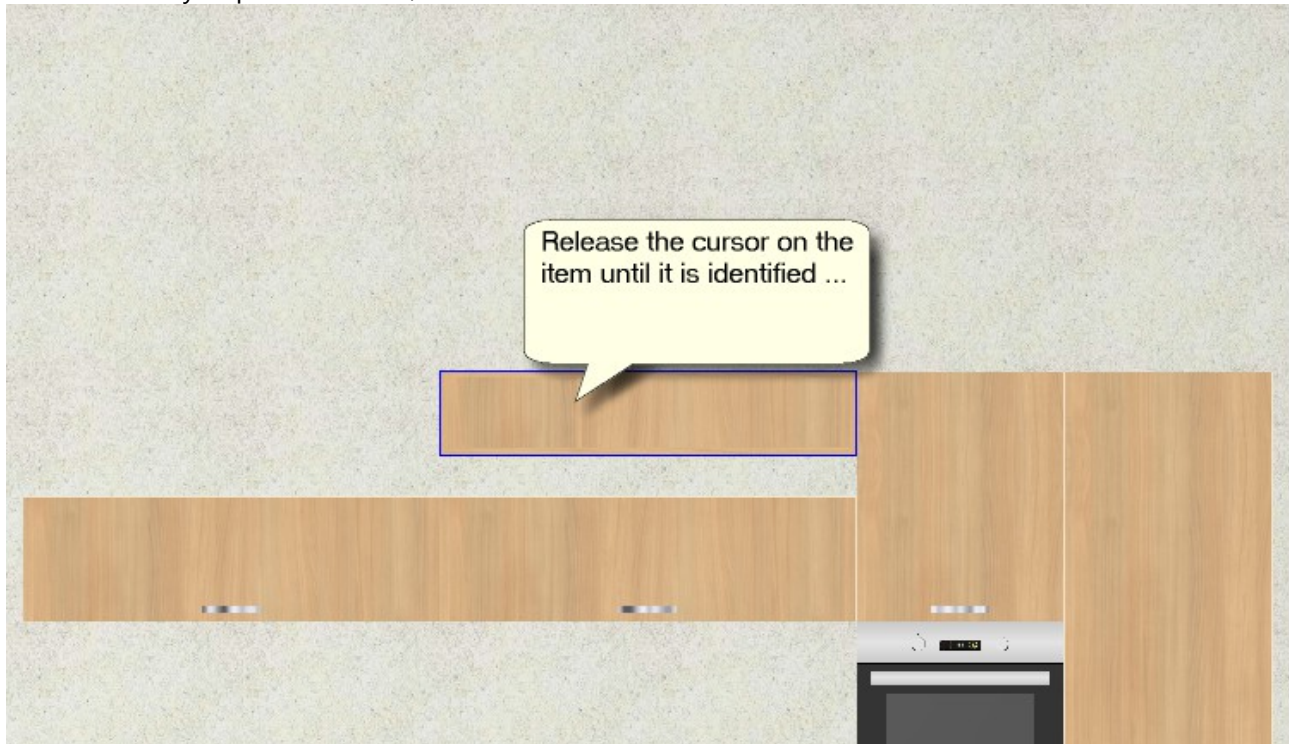 Release the cursor on the
item until it is identified ...